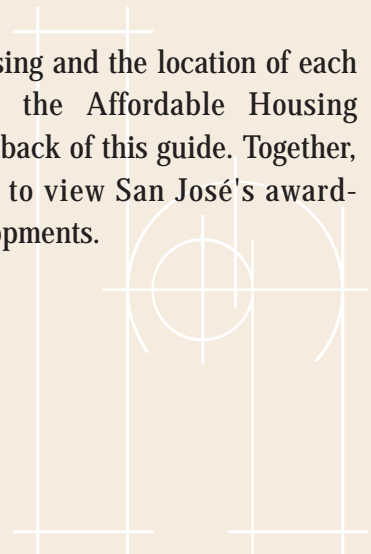 sing and the location of each
the Affordable Housing
back of this guide. Together,
to view San José's award-
opments.